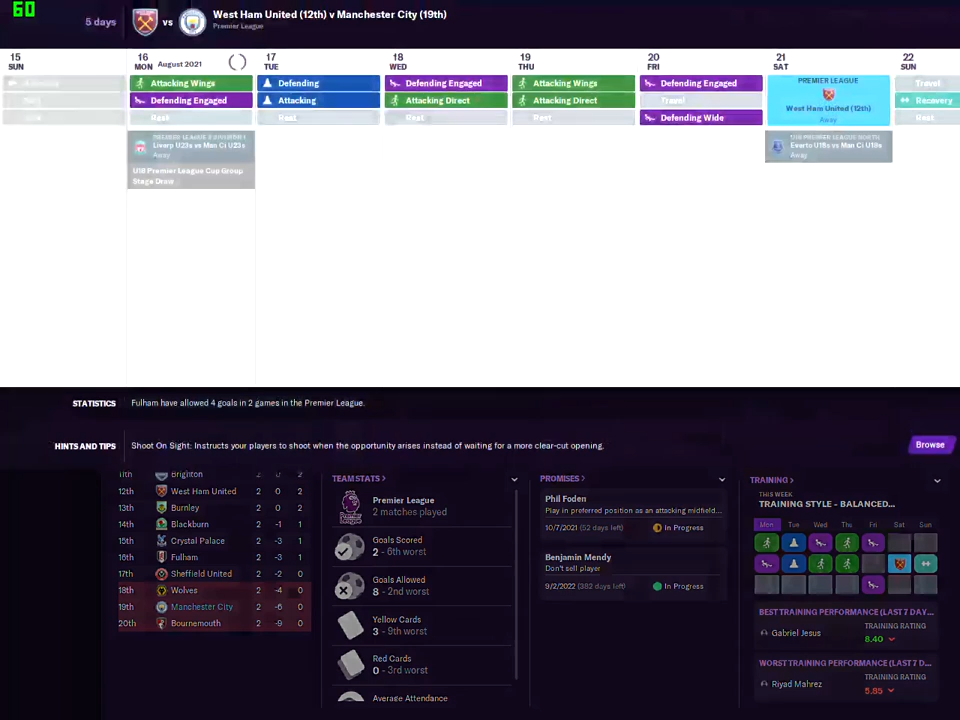 60
5 days
vs
West Ham United (12th) v Manchester City (19th)
Premier League
15
SUN
16
MON
August 2021
17
TUE
18
WED
19
THU
20
FRI
21
SAT
22
SUN
Attacking Wings
Defending Engaged
Rest
Defending
Attacking
Rest
Defending Engaged
Attacking Direct
Rest
Attacking Wings
Attacking Direct
Rest
Defending Engaged
Travel
Defending Wide
PREMIER LEAGUE
West Ham United (12th)
Away
Travel
Recovery
Rest
PREMIER LEAGUE 2 DIVISION 1
Liverp U23s vs Man Ci U23s
Away
U18 Premier League Cup Group
Stage Draw
U18 PREMIER LEAGUE NORTH
Everto U18s vs Man Ci U18s
Away
STATISTICS
Fulham have allowed 4 goals in 2 games in the Premier League.
HINTS AND TIPS
Shoot On Sight: Instructs your players to shoot when the opportunity arises instead of waiting for a more clear-cut opening.
Browse
11th Brighton 2 0 2
12th West Ham United 2 0 2
13th Burnley 2 0 2
14th Blackburn 2 -1 1
15th Crystal Palace 2 -3 1
16th Fulham 2 -3 1
17th Sheffield United 2 -2 0
18th Wolves 2 -4 0
19th Manchester City 2 -6 0
20th Bournemouth 2 -9 0
TEAM STATS >
Premier League
2 matches played
Goals Scored
2 - 6th worst
Goals Allowed
8 - 2nd worst
Yellow Cards
3 - 9th worst
Red Cards
0 - 3rd worst
Average Attendance
PROMISES >
Phil Foden
Play in preferred position as an attacking midfield...
10/7/2021 (52 days left)
In Progress
Benjamin Mendy
Don't sell player
9/2/2022 (382 days left)
In Progress
TRAINING >
THIS WEEK
TRAINING STYLE - BALANCED...
Mon Tue Wed Thu Fri Sat Sun
BEST TRAINING PERFORMANCE (LAST 7 DAY...
Gabriel Jesus
TRAINING RATING
8.40
WORST TRAINING PERFORMANCE (LAST 7 D...
Riyad Mahrez
TRAINING RATING
5.85